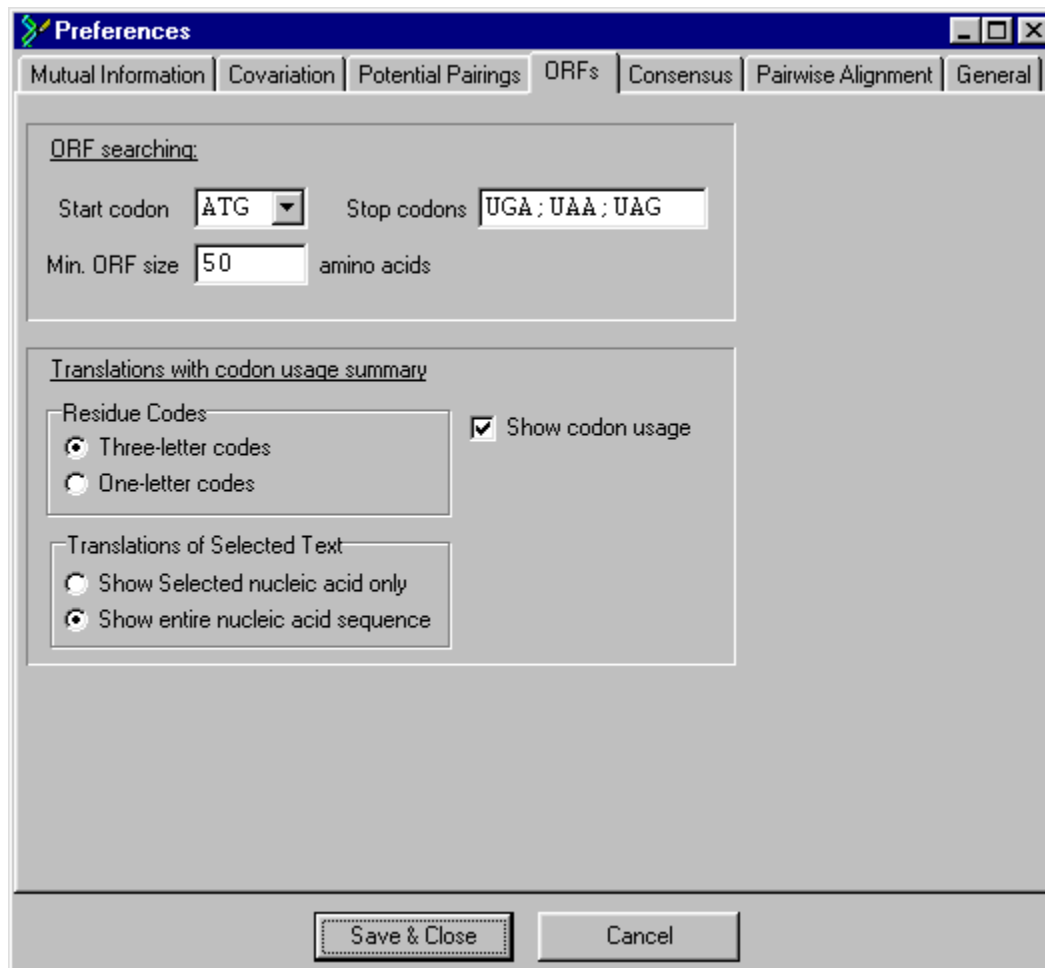 Preferences
Mutual Information Covariation Potential Pairings ORFs Consensus Pairwise Alignment General
ORF searching:
Start codon ATG Stop codons UGA;UAA;UAG
Min. ORF size 50 amino acids
Translations with codon usage summary
Residue Codes
Show codon usage
Three-letter codes
One-letter codes
Translations of Selected Text
Show Selected nucleic acid only
Show entire nucleic acid sequence
Save & Close Cancel